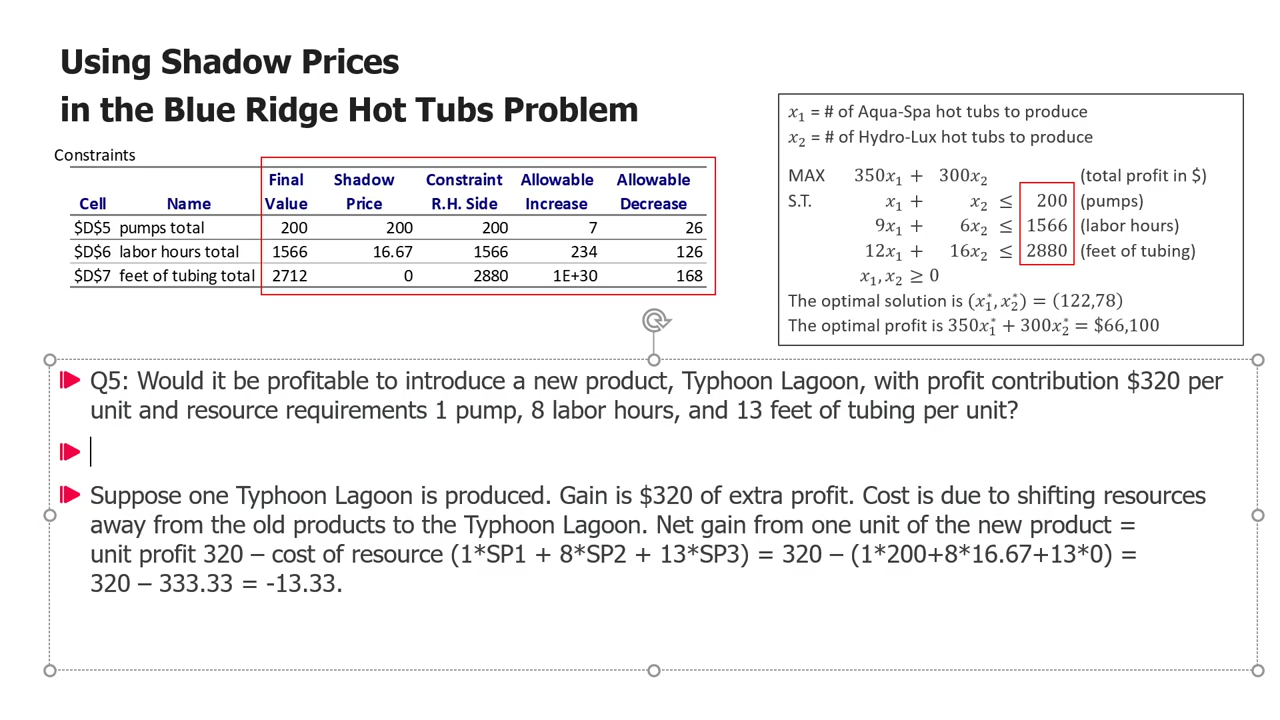 Using Shadow Prices
in the Blue Ridge Hot Tubs Problem
Constraints
Final Shadow Constraint Allowable Allowable
Cell Name Value Price R.H. Side Increase Decrease
$D$5 pumps total 200 200 200 7 26
$D$6 labor hours total 1566 16.67 1566 234 126
$D$7 feet of tubing total 2712 0 2880 1E+30 168
x₁ = # of Aqua-Spa hot tubs to produce
x₂ = # of Hydro-Lux hot tubs to produce
MAX 350x₁ + 300x₂ (total profit in $)
S.T. x₁ + x₂ ≤ 200 (pumps)
9x₁ + 6x₂ ≤ 1566 (labor hours)
12x₁ + 16x₂ ≤ 2880 (feet of tubing)
x₁, x₂ ≥ 0
The optimal solution is (x₁*, x₂*) = (122,78)
The optimal profit is 350x₁* + 300x₂* = $66,100
Q5: Would it be profitable to introduce a new product, Typhoon Lagoon, with profit contribution $320 per
unit and resource requirements 1 pump, 8 labor hours, and 13 feet of tubing per unit?
Suppose one Typhoon Lagoon is produced. Gain is $320 of extra profit. Cost is due to shifting resources
away from the old products to the Typhoon Lagoon. Net gain from one unit of the new product =
unit profit 320 – cost of resource (1*SP1 + 8*SP2 + 13*SP3) = 320 – (1*200+8*16.67+13*0) =
320 – 333.33 = -13.33.